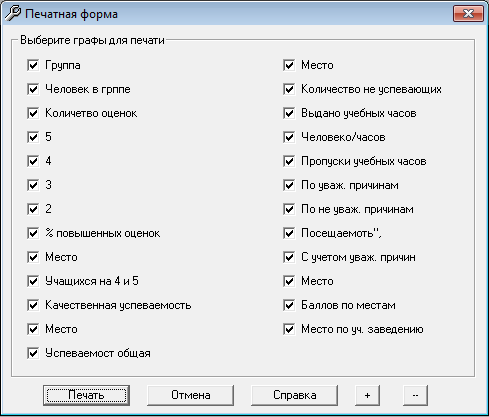 Печатная форма
Выберите графы для печати
Группа
Человек в грппе
Количетво оценок
5
4
3
2
% повышенных оценок
Место
Учащихся на 4 и 5
Качественная успеваемость
Место
Успеваемост общая
Место
Количество не успевающих
Выдано учебных часов
Человеко/часов
Пропуски учебных часов
По уваж. причинам
По не уваж. причинам
Посещаемоть",
С учетом уваж. причин
Место
Баллов по местам
Место по уч. заведению
Печать
Отмена
Справка
+
--